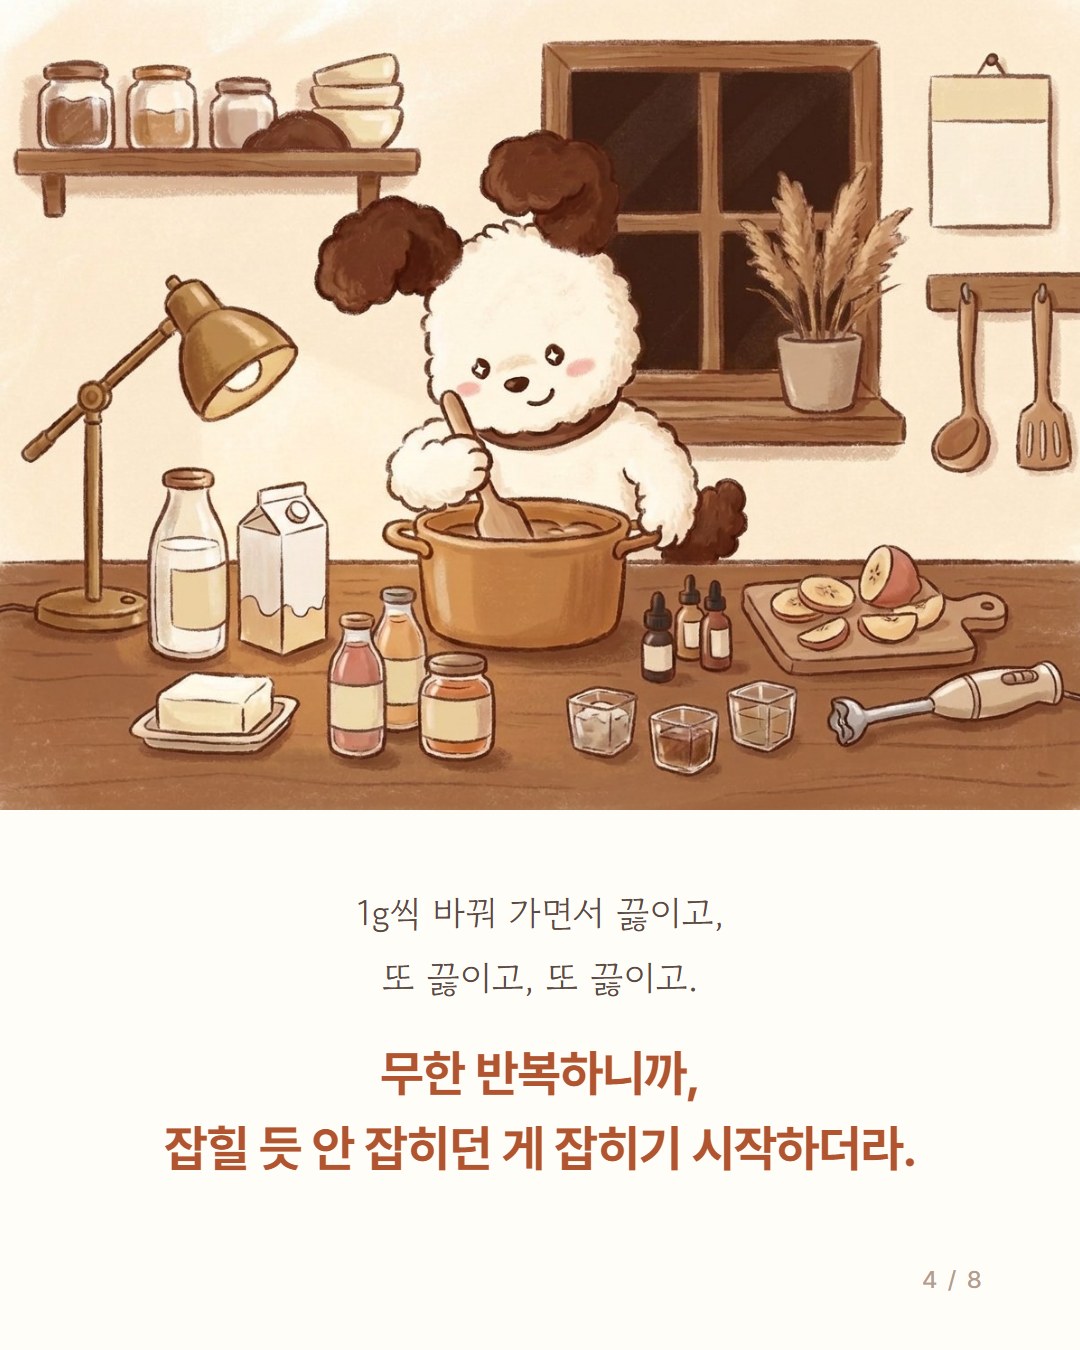 1g씩 바꿔 가면서 끓이고,
또 끓이고, 또 끓이고.
무한 반복하니까,
잡힐 듯 안 잡히던 게 잡히기 시작하더라.
4 / 8